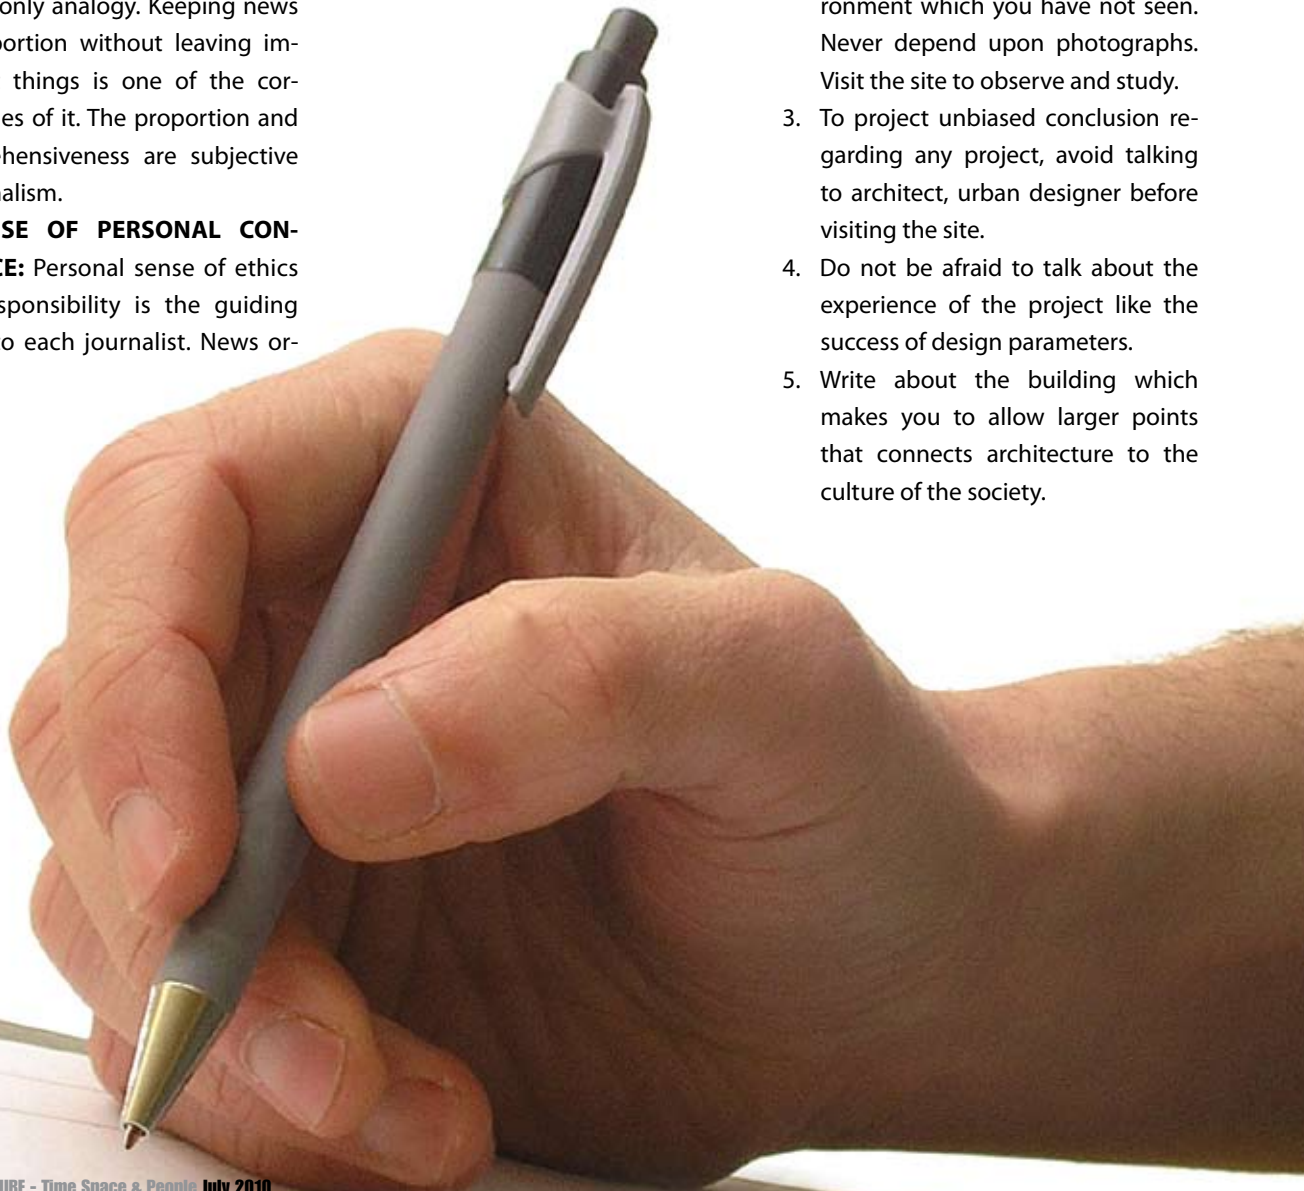 only analogy. Keeping news
portion without leaving im-
things is one of the cor-
es of it. The proportion and
ehensiveness are subjective
nalism.
SE OF PERSONAL CON-
CE: Personal sense of ethics
sponsibility is the guiding
to each journalist. News or-
ronment which you have not seen.
Never depend upon photographs.
Visit the site to observe and study.
3. To project unbiased conclusion re-
garding any project, avoid talking
to architect, urban designer before
visiting the site.
4. Do not be afraid to talk about the
experience of the project like the
success of design parameters.
5. Write about the building which
makes you to allow larger points
that connects architecture to the
culture of the society.
URE - Time Space & People July 2010